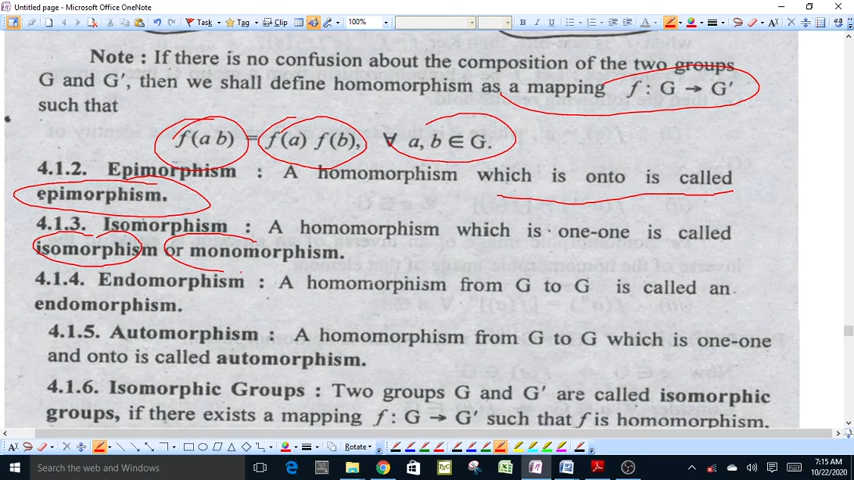 Untitled page - OneNote
Task
Tag
Clip
100%
Note : If there is no confusion about the composition of the two groups
G and G′, then we shall define homomorphism as a mapping f : G → G′
such that
f(a b) = f(a) f(b), ∀ a, b ∈ G.
4.1.2. Epimorphism : A homomorphism which is onto is called
epimorphism.
4.1.3. Isomorphism : A homomorphism which is one-one is called
isomorphism or monomorphism.
4.1.4. Endomorphism : A homomorphism from G to G is called an
endomorphism.
4.1.5. Automorphism : A homomorphism from G to G which is one-one
and onto is called automorphism.
4.1.6. Isomorphic Groups : Two groups G and G′ are called isomorphic
groups, if there exists a mapping f : G → G′ such that f is homomorphism,
Rotate
Search the web and Windows
7:15 AM
10/22/2020